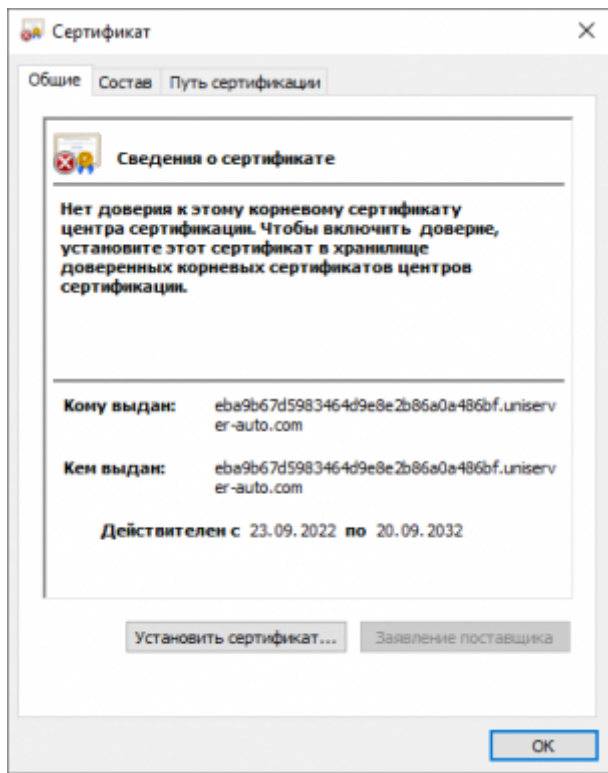 Сертификат
Общие Состав Путь сертификации
Сведения о сертификате
Нет доверия к этому корневому сертификату
центра сертификации. Чтобы включить доверие,
установите этот сертификат в хранилище
доверенных корневых сертификатов центров
сертификации.
Кому выдан: eba9b67d5983464d9e8e2b86a0a486bf.uniserv
er-auto.com
Кем выдан: eba9b67d5983464d9e8e2b86a0a486bf.uniserv
er-auto.com
Действителен с 23.09.2022 по 20.09.2032
Установить сертификат... Заявление поставщика
ОК